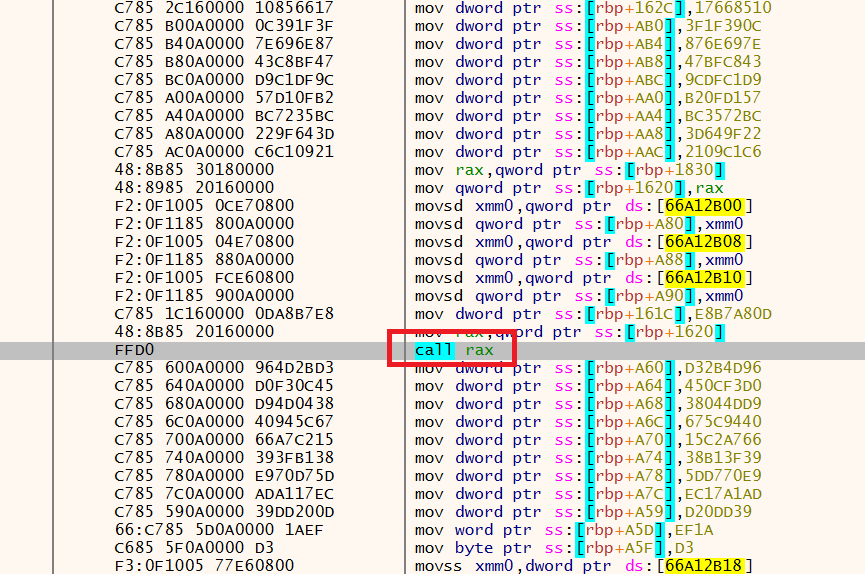 C785 2C160000 10856617 mov dword ptr ss:[rbp+162C],17668510
C785 B00A0000 0C391F3F mov dword ptr ss:[rbp+AB0],3F1F390C
C785 B40A0000 7E696E87 mov dword ptr ss:[rbp+AB4],876E697E
C785 B80A0000 43C8BF47 mov dword ptr ss:[rbp+AB8],47BFC843
C785 BC0A0000 D9C1DF9C mov dword ptr ss:[rbp+ABC],9CDFC1D9
C785 A00A0000 57D10FB2 mov dword ptr ss:[rbp+AA0],B20FD157
C785 A40A0000 BC7235BC mov dword ptr ss:[rbp+AA4],BC3572BC
C785 A80A0000 229F643D mov dword ptr ss:[rbp+AA8],3D649F22
C785 AC0A0000 C6C10921 mov dword ptr ss:[rbp+AAC],2109C1C6
48:8B85 30180000 mov rax,qword ptr ss:[rbp+1830]
48:8985 20160000 mov qword ptr ss:[rbp+1620],rax
F2:0F1005 0CE70800 movsd xmm0,qword ptr ds:[66A12B00]
F2:0F1185 800A0000 movsd qword ptr ss:[rbp+A80],xmm0
F2:0F1005 04E70800 movsd xmm0,qword ptr ds:[66A12B08]
F2:0F1185 880A0000 movsd qword ptr ss:[rbp+A88],xmm0
F2:0F1005 FCE60800 movsd xmm0,qword ptr ds:[66A12B10]
F2:0F1185 900A0000 movsd qword ptr ss:[rbp+A90],xmm0
C785 1C160000 0DA8B7E8 mov dword ptr ss:[rbp+161C],E8B7A80D
48:8B85 20160000 mov rax,qword ptr ss:[rbp+1620]
FFD0 call rax
C785 600A0000 964D2BD3 mov dword ptr ss:[rbp+A60],D32B4D96
C785 640A0000 D0F30C45 mov dword ptr ss:[rbp+A64],450CF3D0
C785 680A0000 D94D0438 mov dword ptr ss:[rbp+A68],38044DD9
C785 6C0A0000 40945C67 mov dword ptr ss:[rbp+A6C],675C9440
C785 700A0000 66A7C215 mov dword ptr ss:[rbp+A70],15C2A766
C785 740A0000 393FB138 mov dword ptr ss:[rbp+A74],38B13F39
C785 780A0000 E970D75D mov dword ptr ss:[rbp+A78],5DD770E9
C785 7C0A0000 ADA117EC mov dword ptr ss:[rbp+A7C],EC17A1AD
C785 590A0000 39DD200D mov dword ptr ss:[rbp+A59],D20DD39
66:C785 5D0A0000 1AEF mov word ptr ss:[rbp+A5D],EF1A
C685 5F0A0000 D3 mov byte ptr ss:[rbp+A5F],D3
F3:0F1005 77E60800 movss xmm0,dword ptr ds:[66A12B18]